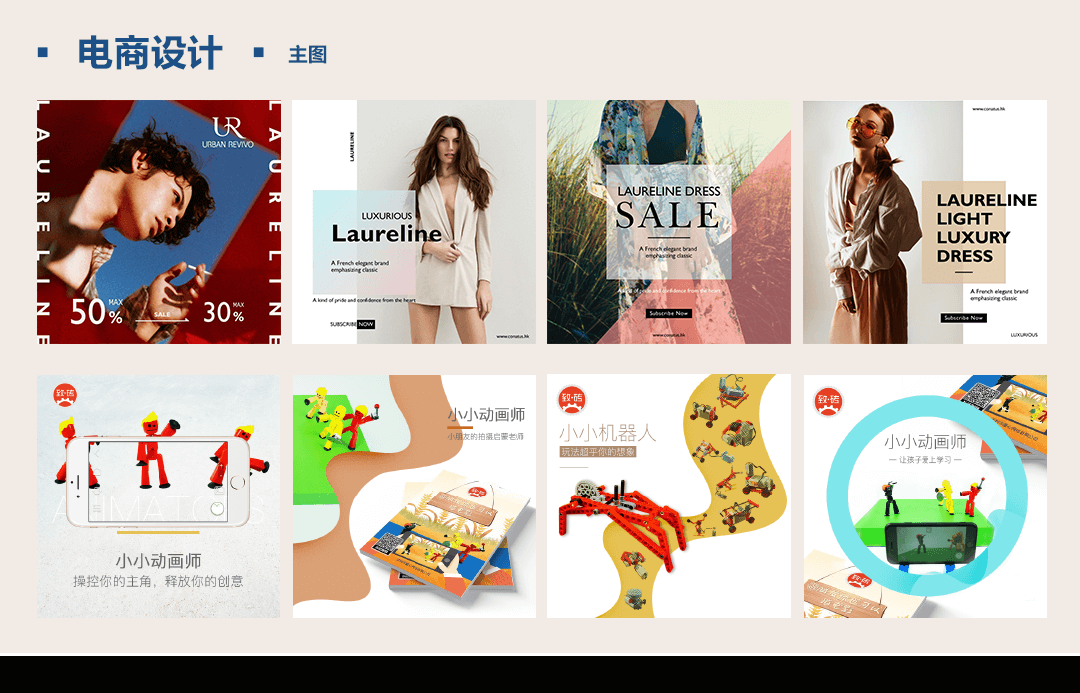 电商设计
主图
LAURELINE
UR
URBAN REVIVO
LAURELINE
50%
MAX
SALE
30%
MAX
LAURELINE
LUXURIOUS
Laureline
A French elegant brand
emphasizing classic
A kind of pride and confidence from the heart
SUBSCRIBE NOW
www.conatus.hk
LAURELINE DRESS
SALE
A French elegant brand
emphasizing classic
A kind of pride and confidence from the heart
Subscribe Now
www.conatus.hk
www.conatus.hk
LAURELINE
LIGHT
LUXURY
DRESS
A French elegant brand
emphasizing classic
Subscribe Now
LUXURIOUS
致·砖
小小动画师
操控你的主角，释放你的创意
小小动画师
小朋友的拍摄启蒙老师
致·砖
小小机器人
玩法超乎你的想象
致·砖
小小动画师
— 让孩子爱上学习 —
致·砖